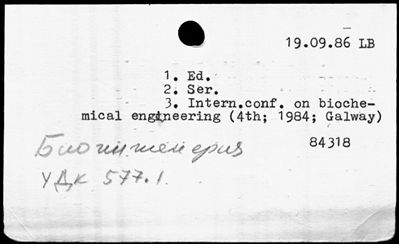 19.09.86 LB
1. Ed.
2. Ser.
3. Intern.conf. on bioche-
mical engineering (4th; 1984; Galway)
84318
Биоинженерия
УДК 577.1.